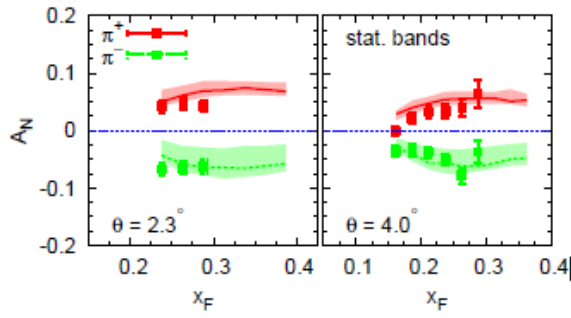 π⁺
π⁻
stat. bands
0.2
0.1
0
-0.1
-0.2
A_N
θ = 2.3°
θ = 4.0°
0.2 0.3 0.4
0.1 0.2 0.3 0.4
x_F
x_F